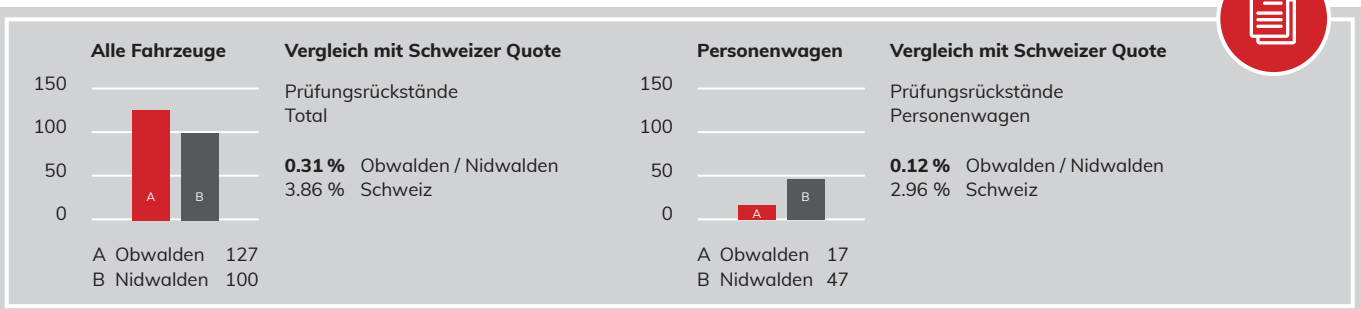 Alle Fahrzeuge
150
100
50
0
A
B
A Obwalden 127
B Nidwalden 100
Vergleich mit Schweizer Quote
Prüfungsrückstände
Total
0.31 % Obwalden / Nidwalden
3.86 % Schweiz
Personenwagen
150
100
50
0
A
B
A Obwalden 17
B Nidwalden 47
Vergleich mit Schweizer Quote
Prüfungsrückstände
Personenwagen
0.12 % Obwalden / Nidwalden
2.96 % Schweiz